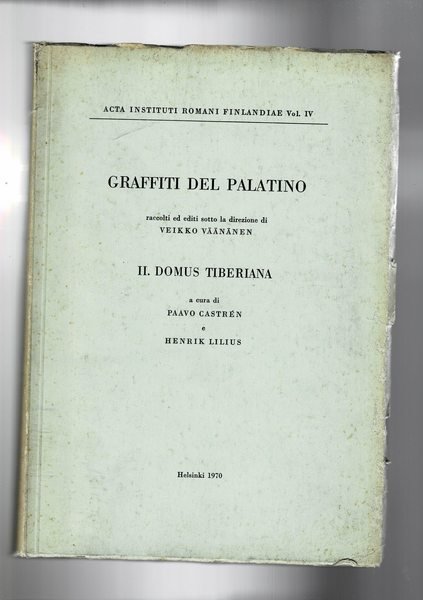 ACTA INSTITUTI ROMANI FINLANDIAE Vol. IV
GRAFFITI DEL PALATINO
raccolti ed editi sotto la direzione di
VEIKKO VÄÄNÄNEN
II. DOMUS TIBERIANA
a cura di
PAAVO CASTRÉN
e
HENRIK LILIUS
Helsinki 1970